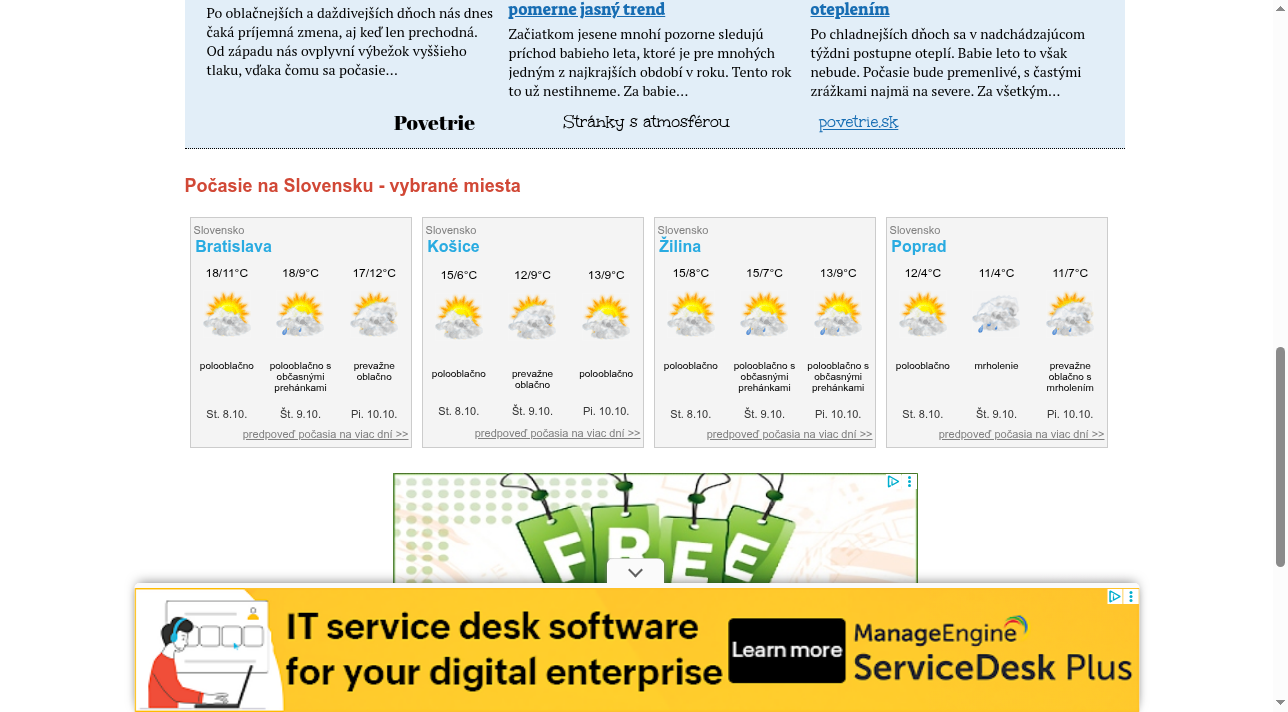 Po oblačnejších a daždivejších dňoch nás dnes
čaká príjemná zmena, aj keď len prechodná.
Od západu nás ovplyvní výbežok vyššieho
tlaku, vďaka čomu sa počasie…
pomerne jasný trend
Začiatkom jesene mnohí pozorne sledujú
príchod babieho leta, ktoré je pre mnohých
jedným z najkrajších období v roku. Tento rok
to už nestihneme. Za babie…
oteplením
Po chladnejších dňoch sa v nadchádzajúcom
týždni postupne oteplí. Babie leto to však
nebude. Počasie bude premenlivé, s častými
zrážkami najmä na severe. Za všetkým…
Povetrie
Stránky s atmosférou
povetrie.sk
Počasie na Slovensku - vybrané miesta
Slovensko
Bratislava
18/11°C 18/9°C 17/12°C
polooblačno
polooblačno s
občasnými
prehánkami
prevažne
oblačno
St. 8.10. Št. 9.10. Pi. 10.10.
predpoveď počasia na viac dní >>
Slovensko
Košice
15/6°C 12/9°C 13/9°C
polooblačno
prevažne
oblačno
polooblačno
St. 8.10. Št. 9.10. Pi. 10.10.
predpoveď počasia na viac dní >>
Slovensko
Žilina
15/8°C 15/7°C 13/9°C
polooblačno
polooblačno s
občasnými
prehánkami
polooblačno s
občasnými
prehánkami
St. 8.10. Št. 9.10. Pi. 10.10.
predpoveď počasia na viac dní >>
Slovensko
Poprad
12/4°C 11/4°C 11/7°C
polooblačno
mrholenie
prevažne
oblačno s
mrholením
St. 8.10. Št. 9.10. Pi. 10.10.
predpoveď počasia na viac dní >>
FREE
IT service desk software
for your digital enterprise
Learn more
ManageEngine
ServiceDesk Plus